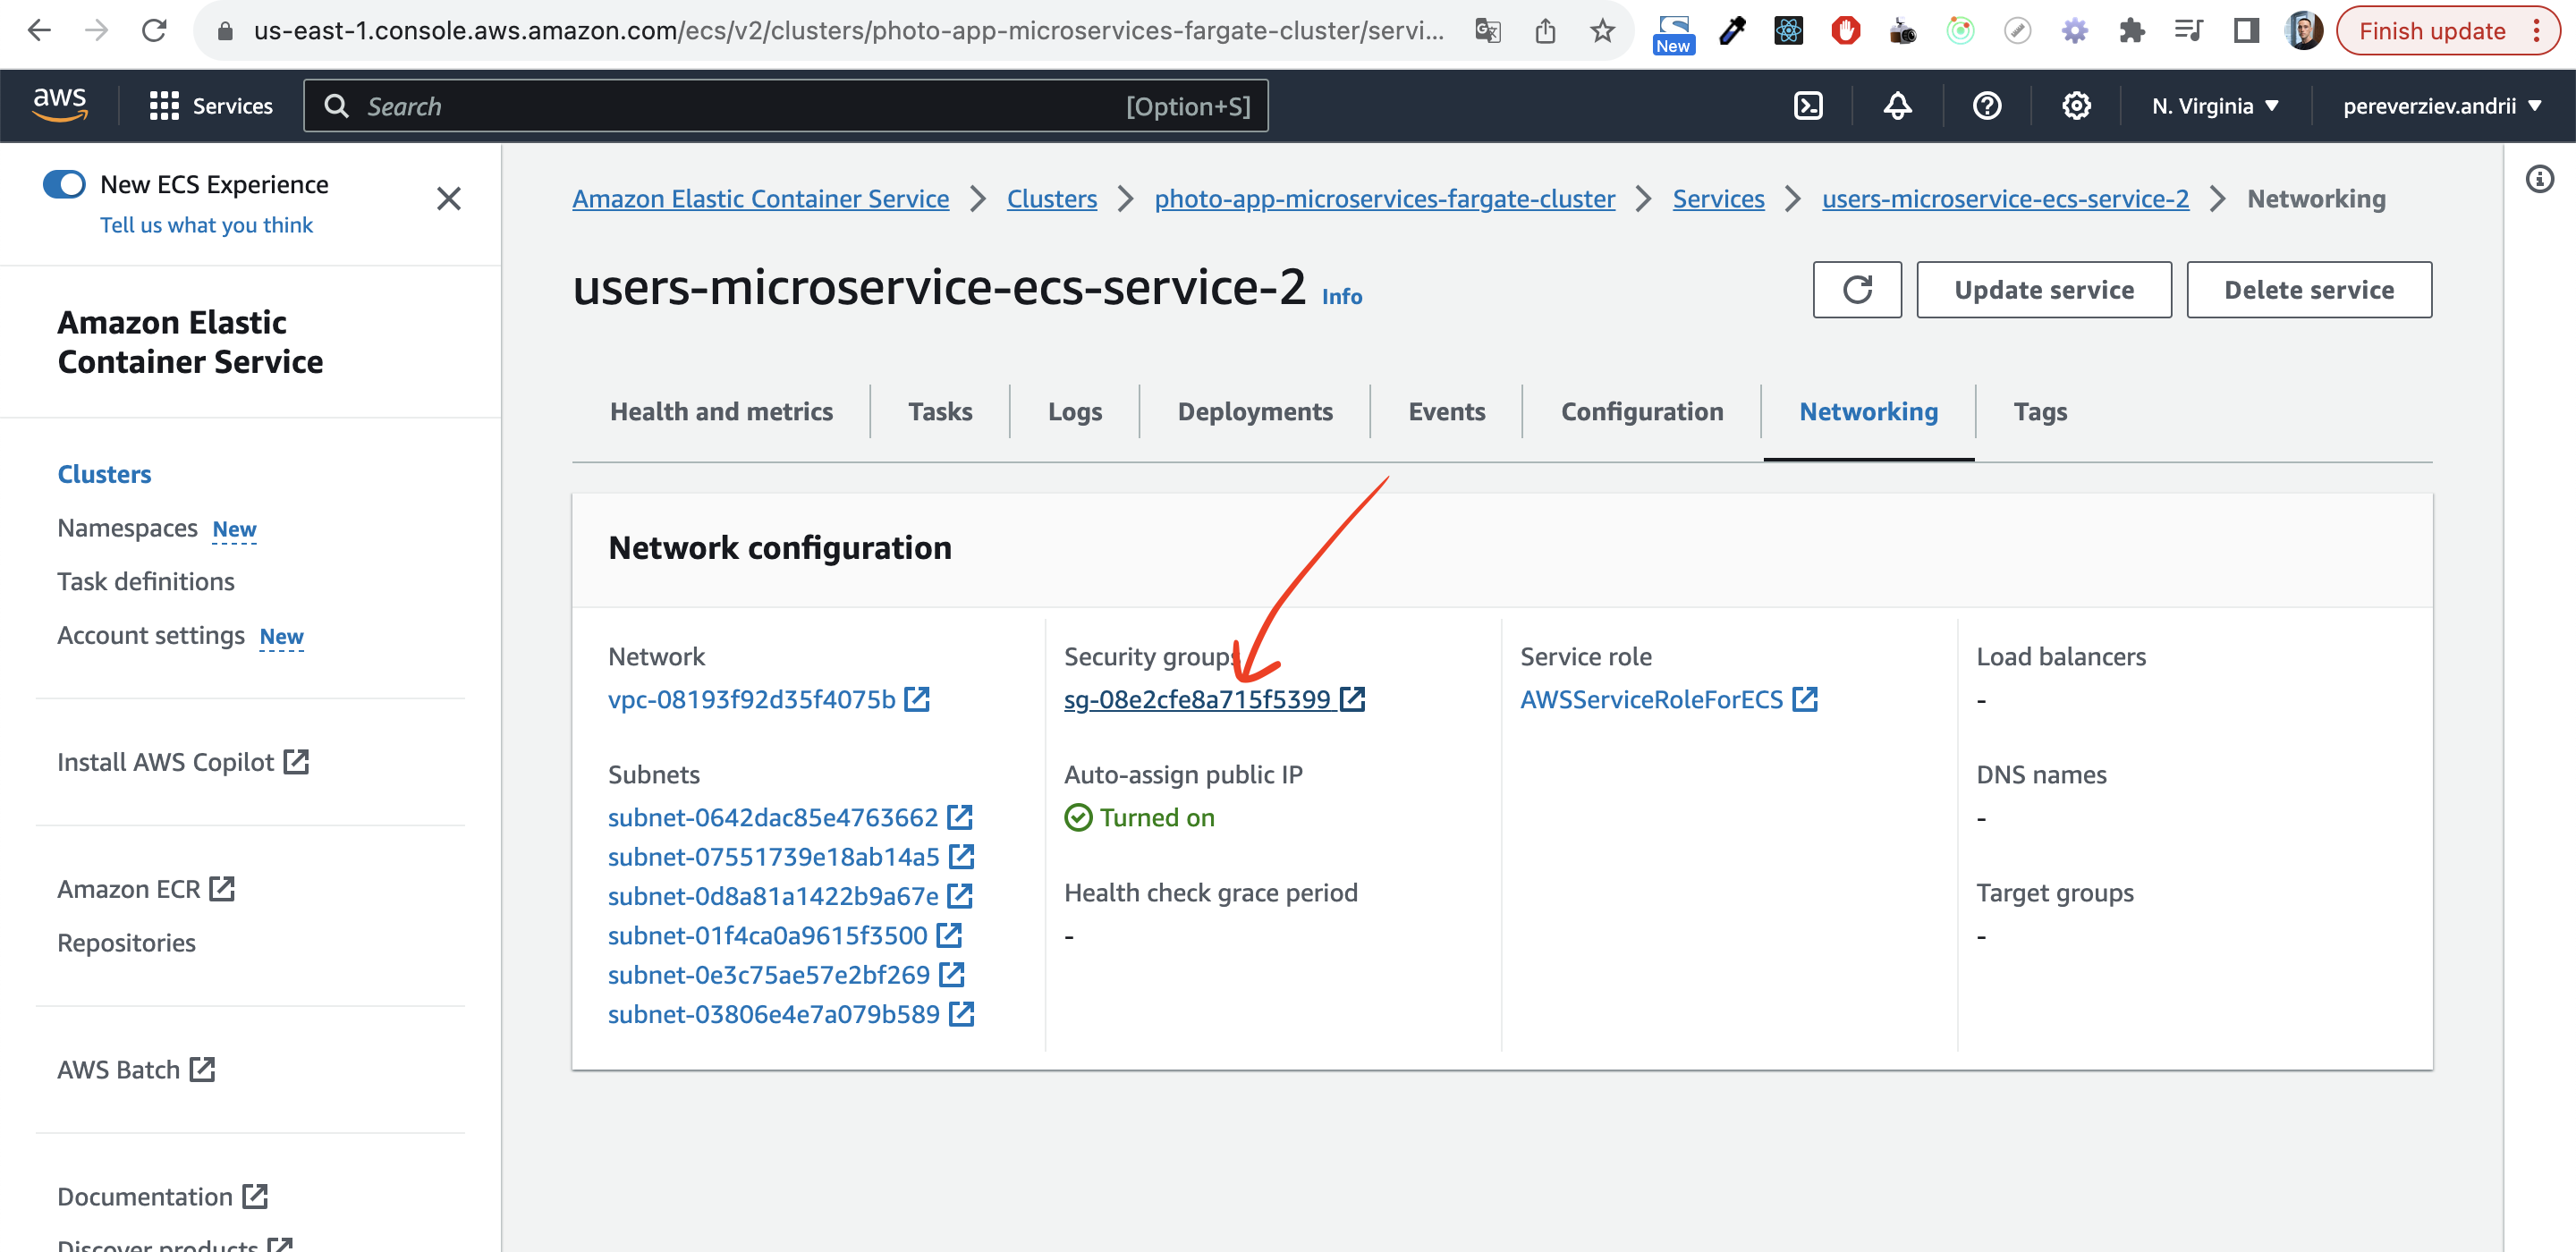 us-east-1.console.aws.amazon.com/ecs/v2/clusters/photo-app-microservices-fargate-cluster/servi...
New
Finish update
aws
Services
Search
[Option+S]
N. Virginia
pereverziev.andrii
New ECS Experience
Tell us what you think
Amazon Elastic
Container Service
Clusters
Namespaces New
Task definitions
Account settings New
Install AWS Copilot
Amazon ECR
Repositories
AWS Batch
Documentation
Discover products
Amazon Elastic Container Service > Clusters > photo-app-microservices-fargate-cluster > Services > users-microservice-ecs-service-2 > Networking
users-microservice-ecs-service-2 Info
Update service
Delete service
Health and metrics
Tasks
Logs
Deployments
Events
Configuration
Networking
Tags
Network configuration
Network
vpc-08193f92d35f4075b
Subnets
subnet-0642dac85e4763662
subnet-07551739e18ab14a5
subnet-0d8a81a1422b9a67e
subnet-01f4ca0a9615f3500
subnet-0e3c75ae57e2bf269
subnet-03806e4e7a079b589
Security groups
sg-08e2cfe8a715f5399
Auto-assign public IP
Turned on
Health check grace period
-
Service role
AWSServiceRoleForECS
Load balancers
-
DNS names
-
Target groups
-